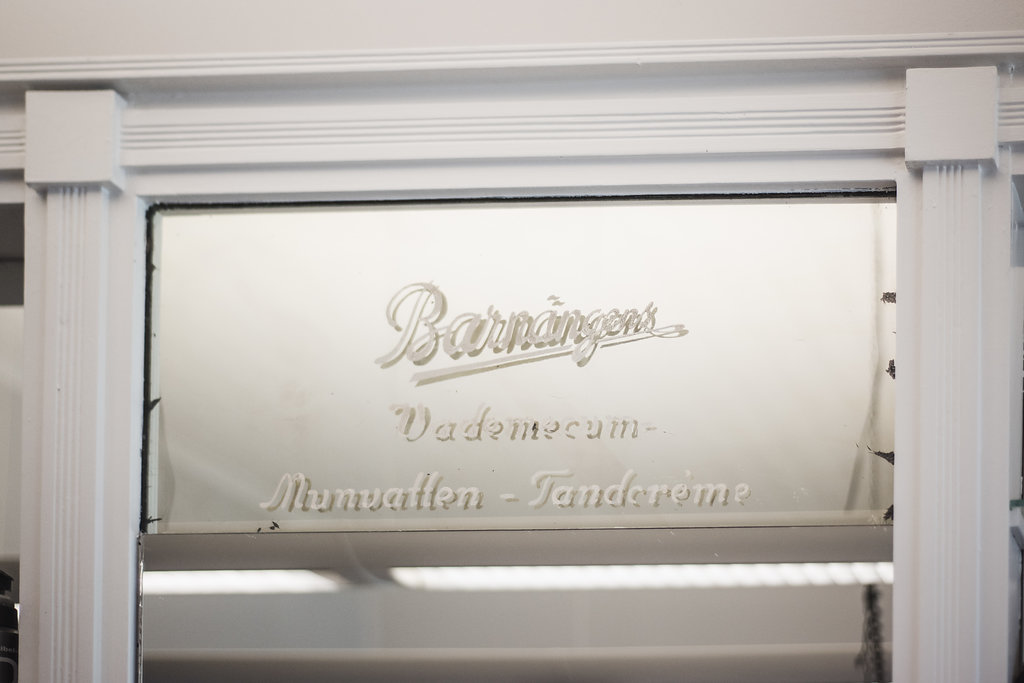 Barnängens
Vademecum-
Munvatten - Tandcréme